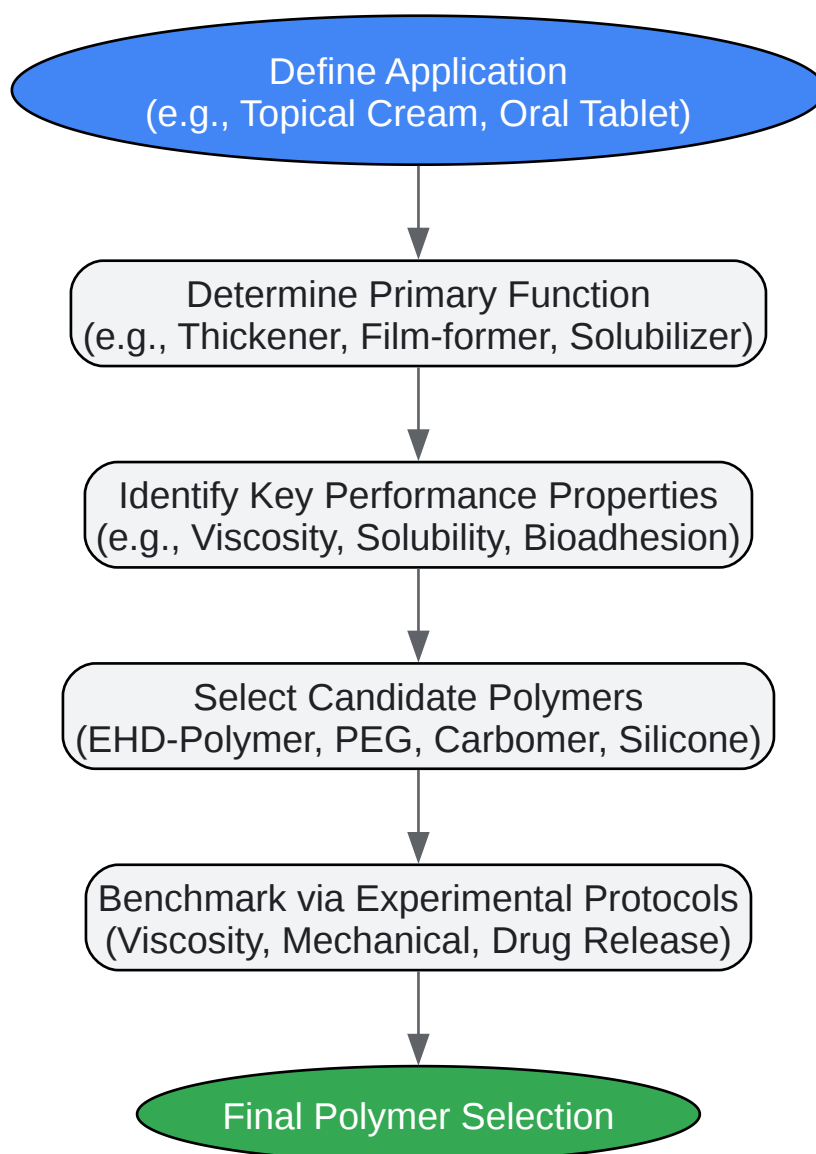 Define Application
(e.g., Topical Cream, Oral Tablet)
Determine Primary Function
(e.g., Thickener, Film-former, Solubilizer)
Identify Key Performance Properties
(e.g., Viscosity, Solubility, Bioadhesion)
Select Candidate Polymers
(EHD-Polymer, PEG, Carbomer, Silicone)
Benchmark via Experimental Protocols
(Viscosity, Mechanical, Drug Release)
Final Polymer Selection